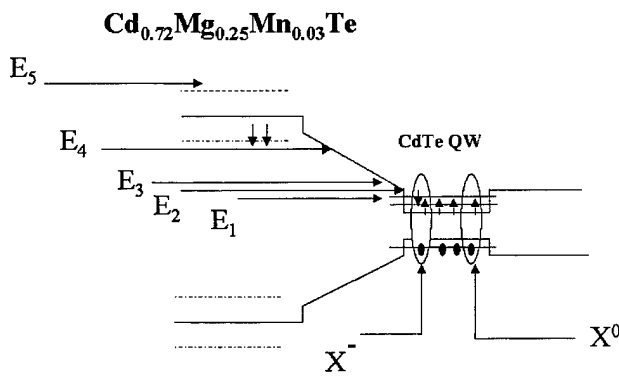 Cd0.72Mg0.25Mn0.03Te
E5
E4
CdTe QW
E3
E2
E1
X-
X0